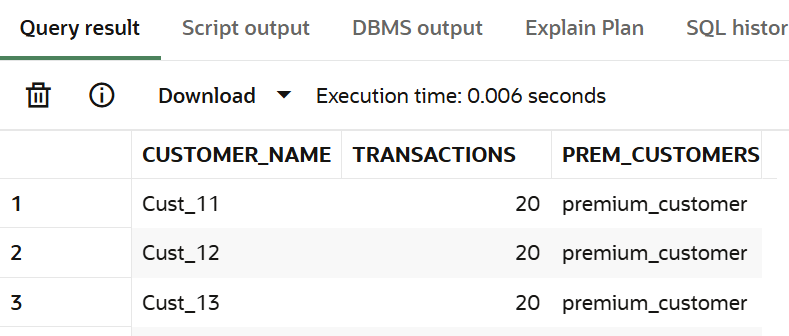 Query result Script output DBMS output Explain Plan SQL histor
Download Execution time: 0.006 seconds
CUSTOMER_NAME TRANSACTIONS PREM_CUSTOMERS
1 Cust_11 20 premium_customer
2 Cust_12 20 premium_customer
3 Cust_13 20 premium_customer